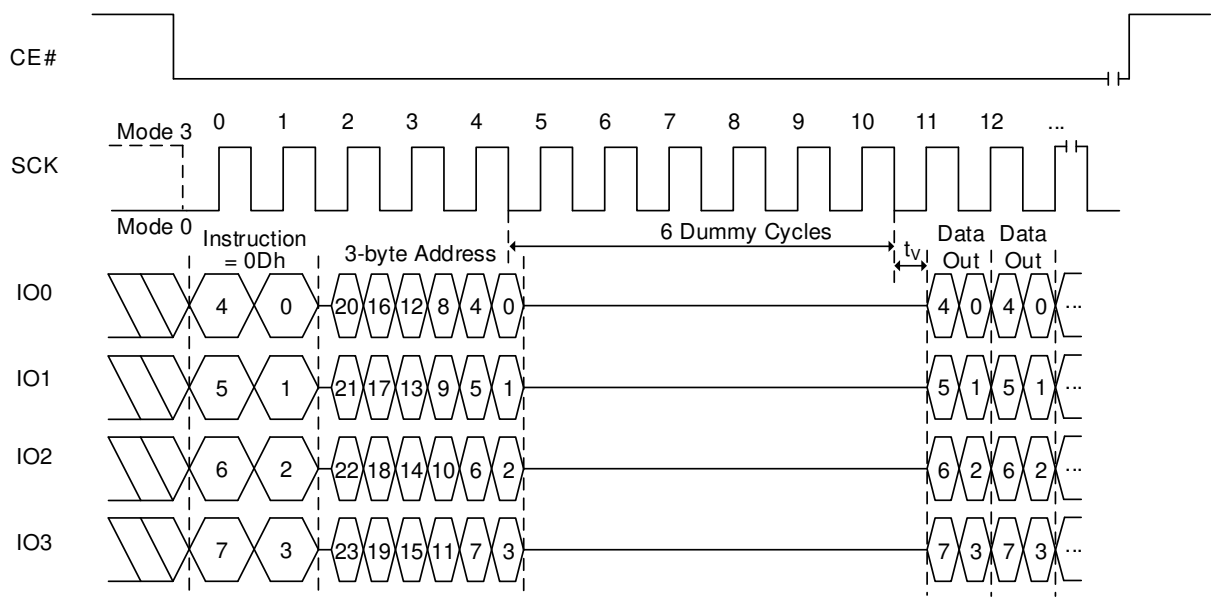 CE#
Mode 3 0 1 2 3 4 5 6 7 8 9 10 11 12 ...
SCK
Mode 0
Instruction = 0Dh
3-byte Address
6 Dummy Cycles
tV
Data Out
Data Out
IO0 4 0 20 16 12 8 4 0 4 0 4 0 ...
IO1 5 1 21 17 13 9 5 1 5 1 5 1 ...
IO2 6 2 22 18 14 10 6 2 6 2 6 2 ...
IO3 7 3 23 19 15 11 7 3 7 3 7 3 ...